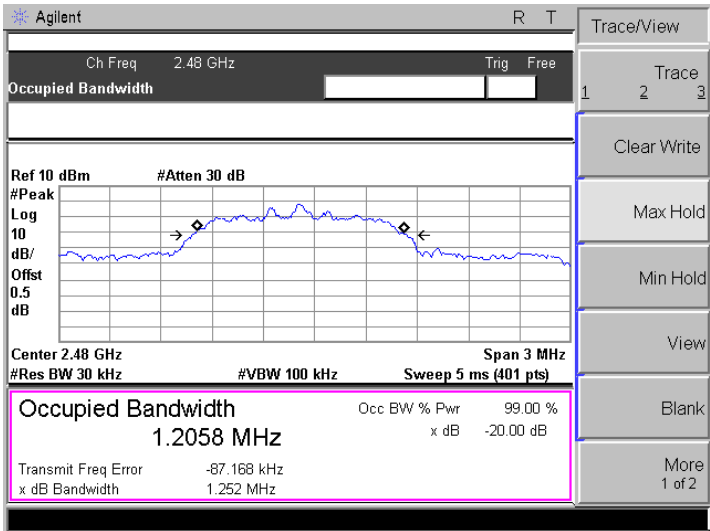 Agilent
R T
Trace/View
Ch Freq 2.48 GHz
Trig Free
Occupied Bandwidth
Trace
1 2 3
Clear Write
Ref 10 dBm #Atten 30 dB
#Peak
Log
10
dB/
Offst
0.5
dB
Max Hold
Min Hold
View
Center 2.48 GHz
Span 3 MHz
#Res BW 30 kHz #VBW 100 kHz Sweep 5 ms (401 pts)
Occupied Bandwidth
1.2058 MHz
Occ BW % Pwr 99.00 %
x dB -20.00 dB
Transmit Freq Error -87.168 kHz
x dB Bandwidth 1.252 MHz
Blank
More
1 of 2